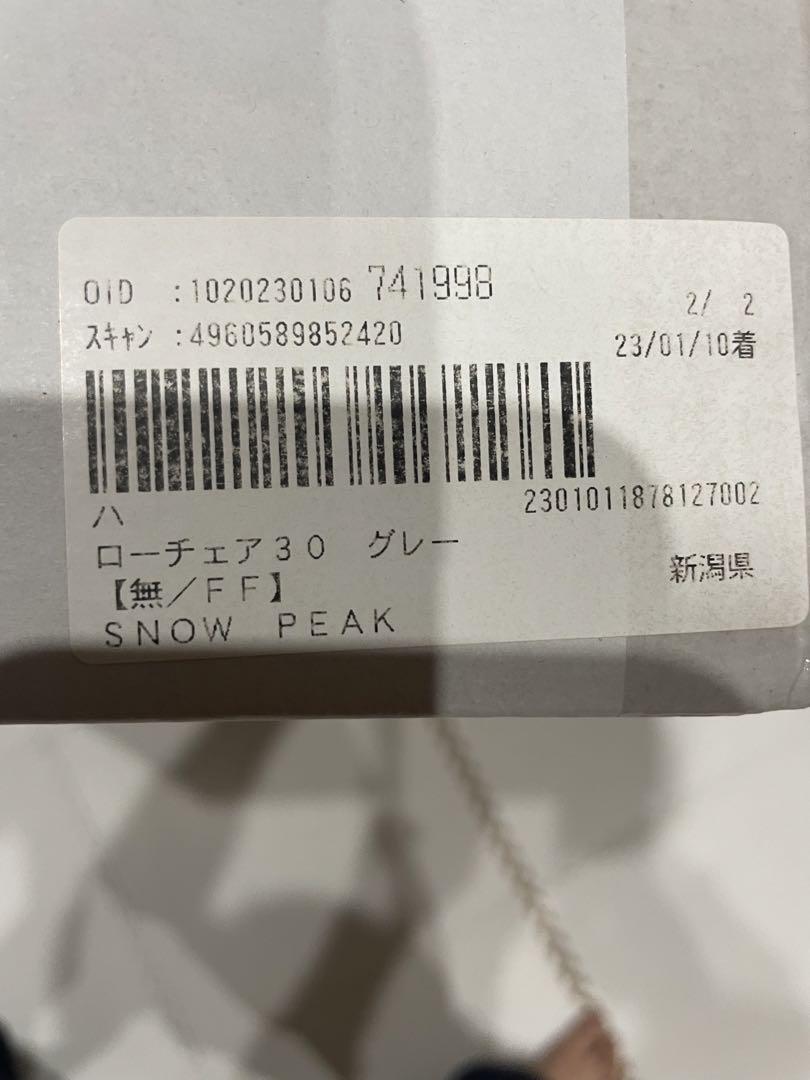 OID :1020230106 741998
2/ 2
ｽｷｬﾝ :4960589852420
23/01/10着
2301011878127002
ハ
ローチェア３０　グレー
新潟県
【無／ＦＦ】
ＳＮＯＷ　ＰＥＡＫ